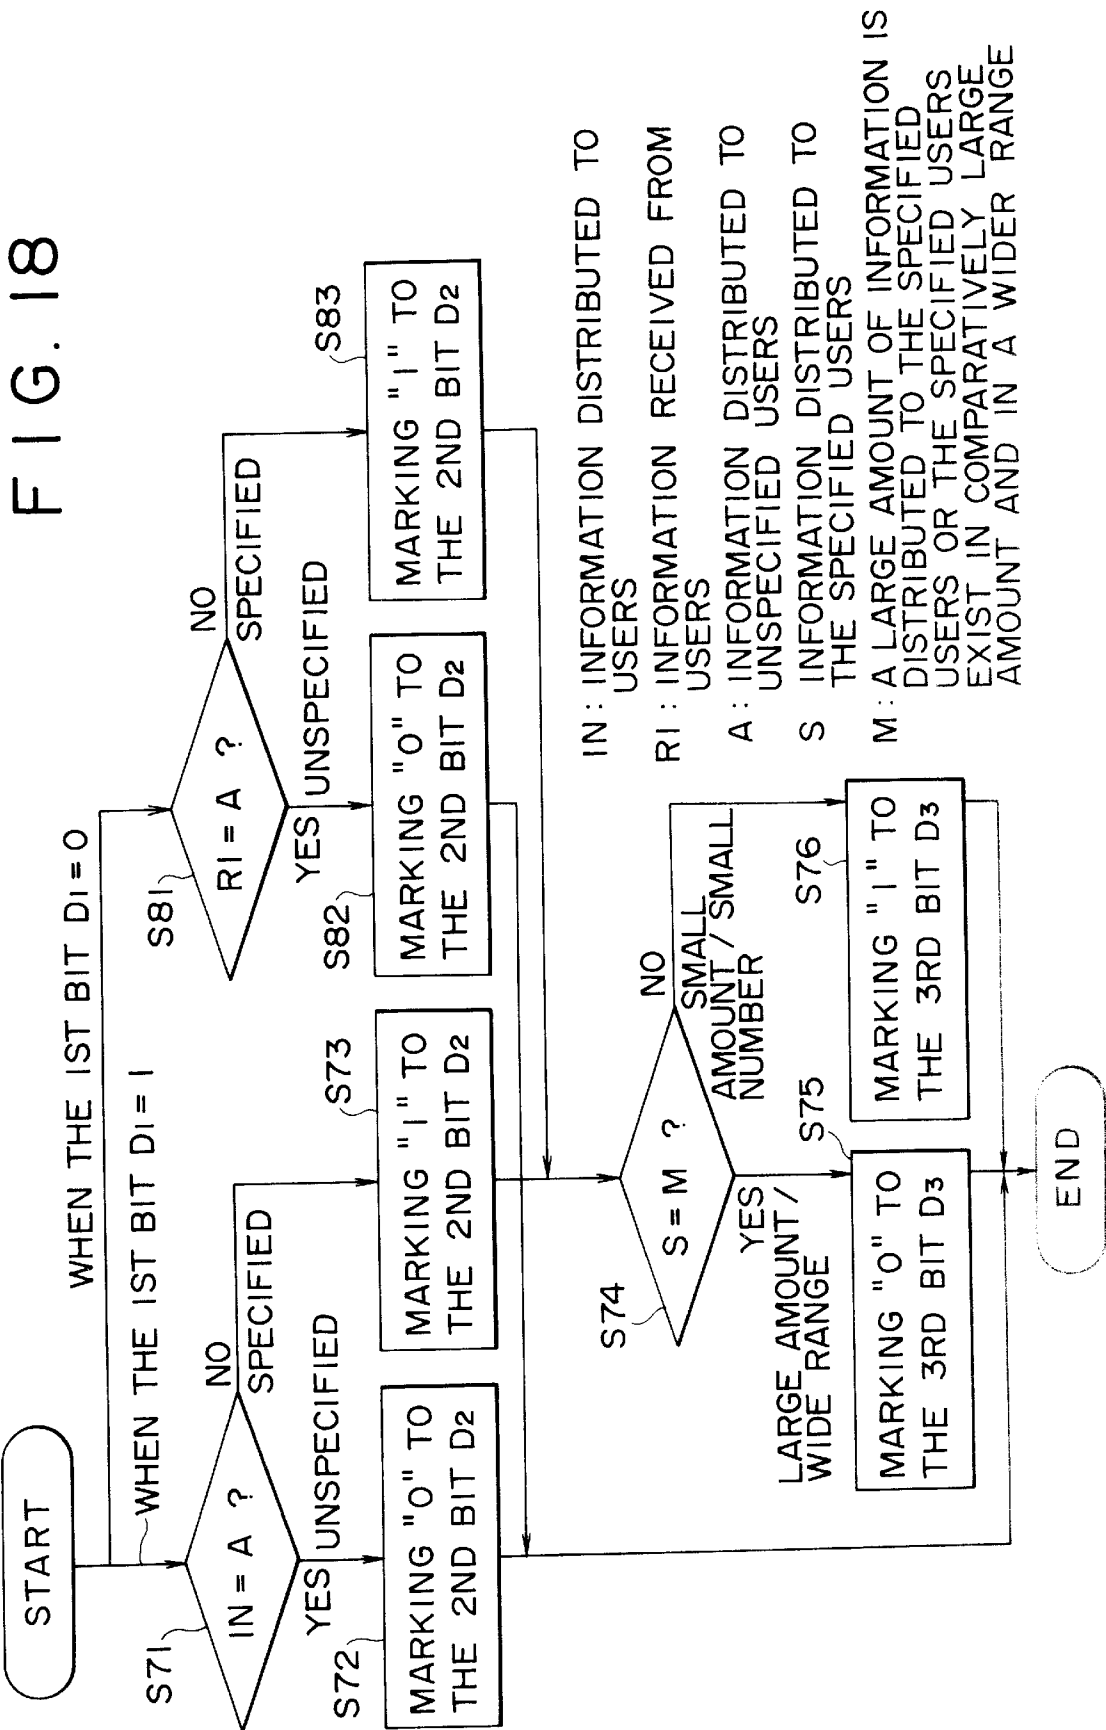 FIG. 18
START
WHEN THE 1ST BIT D1=0
WHEN THE 1ST BIT D1=1
S71
IN = A ?
NO
SPECIFIED
YES
UNSPECIFIED
S72
MARKING "0" TO
THE 2ND BIT D2
S73
MARKING "1" TO
THE 2ND BIT D2
S81
RI = A ?
NO
SPECIFIED
YES
UNSPECIFIED
S82
MARKING "0" TO
THE 2ND BIT D2
S83
MARKING "1" TO
THE 2ND BIT D2
S74
S=M ?
NO
SMALL
AMOUNT / SMALL
NUMBER
YES
LARGE AMOUNT /
WIDE RANGE
S75
MARKING "0" TO
THE 3RD BIT D3
S76
MARKING "1" TO
THE 3RD BIT D3
END
IN : INFORMATION DISTRIBUTED TO
USERS
RI : INFORMATION RECEIVED FROM
USERS
A : INFORMATION DISTRIBUTED TO
UNSPECIFIED USERS
S INFORMATION DISTRIBUTED TO
THE SPECIFIED USERS
M : A LARGE AMOUNT OF INFORMATION IS
DISTRIBUTED TO THE SPECIFIED
USERS OR THE SPECIFIED USERS
EXIST IN COMPARATIVELY LARGE
AMOUNT AND IN A WIDER RANGE